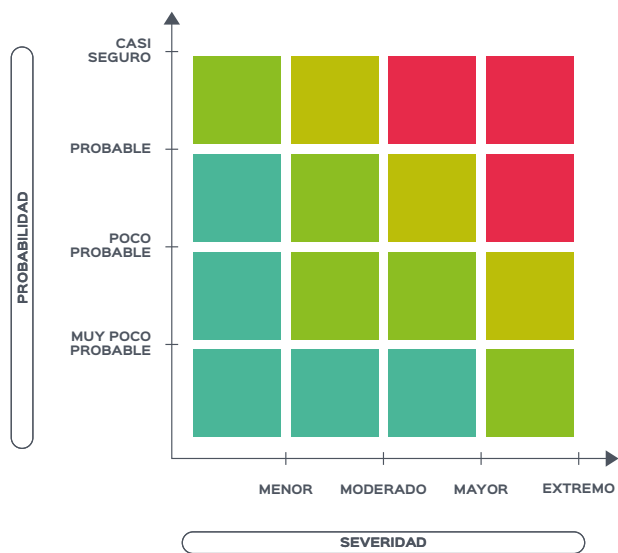 CASI
SEGURO
PROBABLE
POCO
PROBABLE
MUY POCO
PROBABLE
PROBABILIDAD
MENOR
MODERADO
MAYOR
EXTREMO
SEVERIDAD